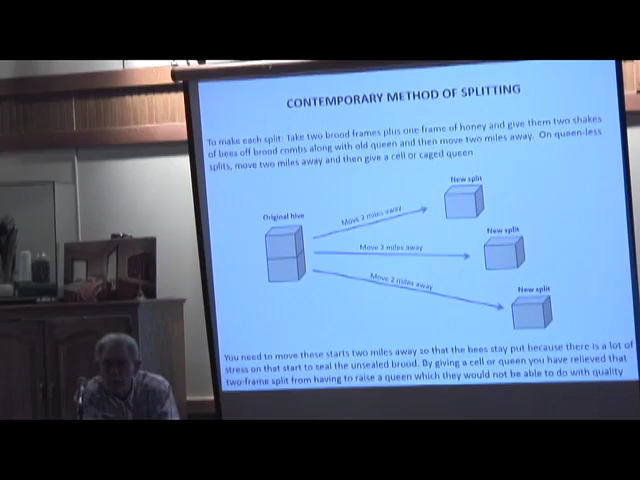 CONTEMPORARY METHOD OF SPLITTING
To make each split: Take two brood frames plus one frame of honey and give them two shakes
of bees off brood combs along with old queen and then move two miles away. On queen-less
splits, move two miles away and then give a cell or caged queen
New split
Original hive
Move 2 miles away
New split
Move 2 miles away
Move 2 miles away
New split
You need to move these starts two miles away so that the bees stay put because there is a lot of
stress on that start to seal the unsealed brood. By giving a cell or queen you have relieved that
two-frame split from having to raise a queen which they would not be able to do with quality